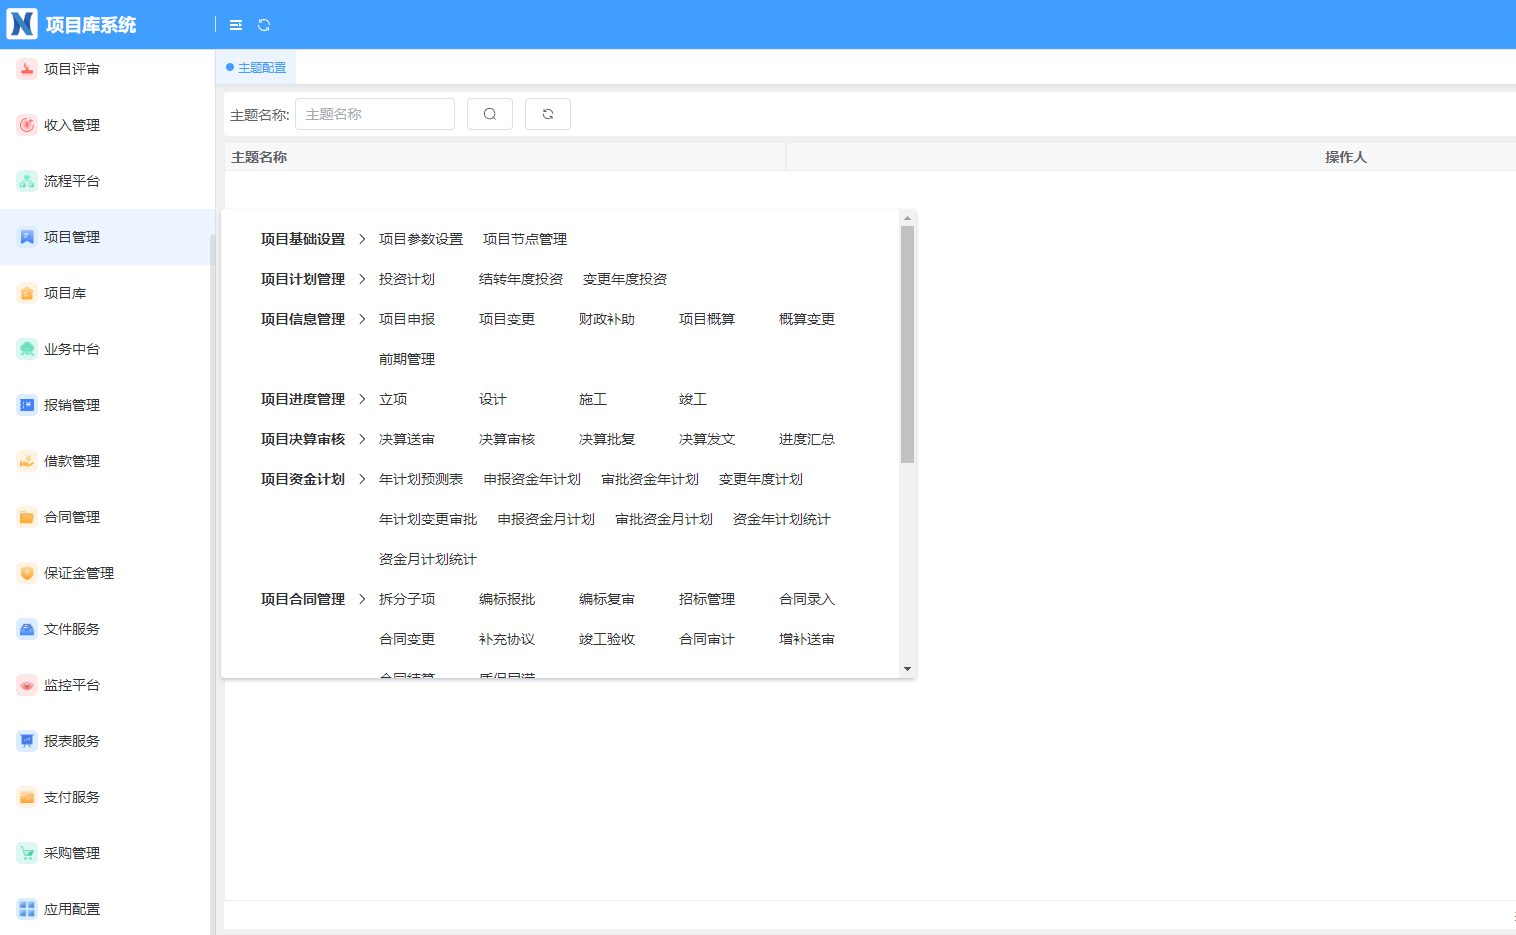 项目库系统
项目评审
收入管理
流程平台
项目管理
项目库
业务中台
报销管理
借款管理
合同管理
保证金管理
文件服务
监控平台
报表服务
支付服务
采购管理
应用配置
主题配置
主题名称: 主题名称
主题名称 操作人
项目基础设置 项目参数设置 项目节点管理
项目计划管理 投资计划 结转年度投资 变更年度投资
项目信息管理 项目申报 项目变更 财政补助 项目概算 概算变更
前期管理
项目进度管理 立项 设计 施工 竣工
项目决算审核 决算送审 决算审核 决算批复 决算发文 进度汇总
项目资金计划 年计划预测表 申报资金年计划 审批资金年计划 变更年度计划
年计划变更审批 申报资金月计划 审批资金月计划 资金年计划统计
资金月计划统计
项目合同管理 拆分子项 编标报批 编标复审 招标管理 合同录入
合同变更 补充协议 竣工验收 合同审计 增补送审
合同结算 质保届满